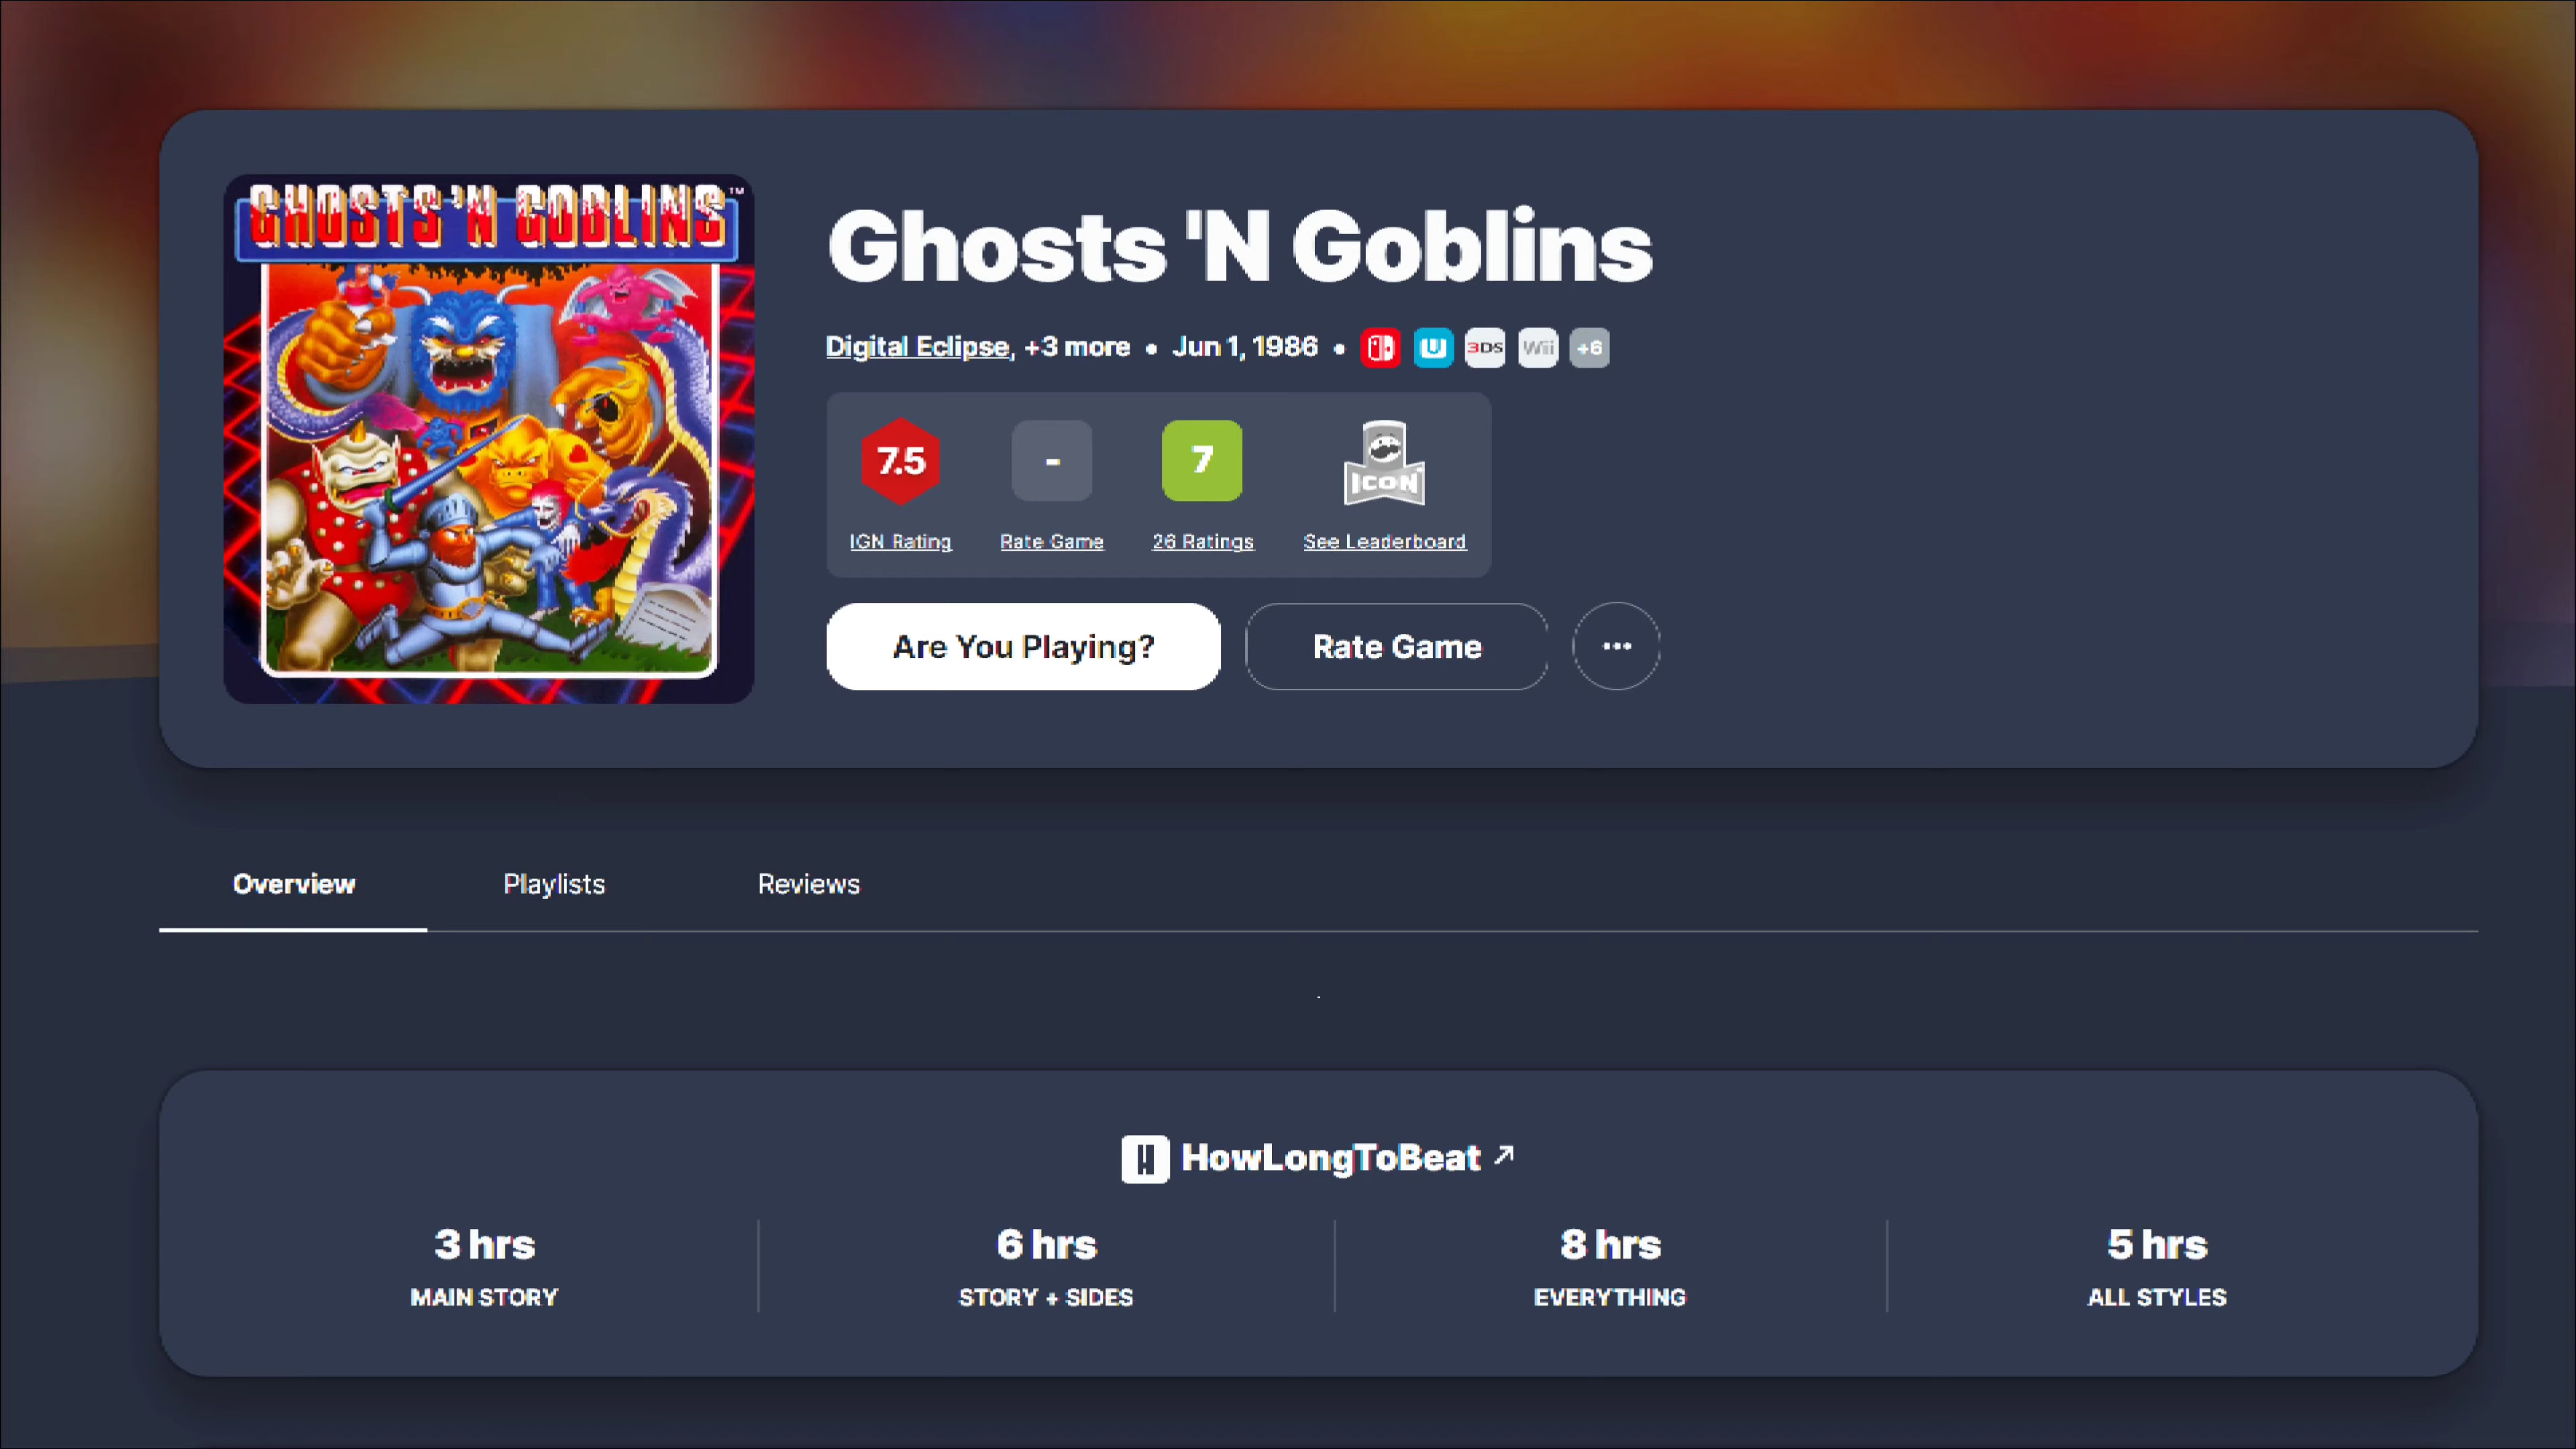 GHOSTS 'N GOBLINS™
Ghosts 'N Goblins
Digital Eclipse, +3 more • Jun 1, 1986 • 3DS Wii +6
7.5 - 7 ICON
IGN Rating Rate Game 26 Ratings See Leaderboard
Are You Playing? Rate Game ...
Overview Playlists Reviews
HowLongToBeat ↗
3 hrs 6 hrs 8 hrs 5 hrs
MAIN STORY STORY + SIDES EVERYTHING ALL STYLES